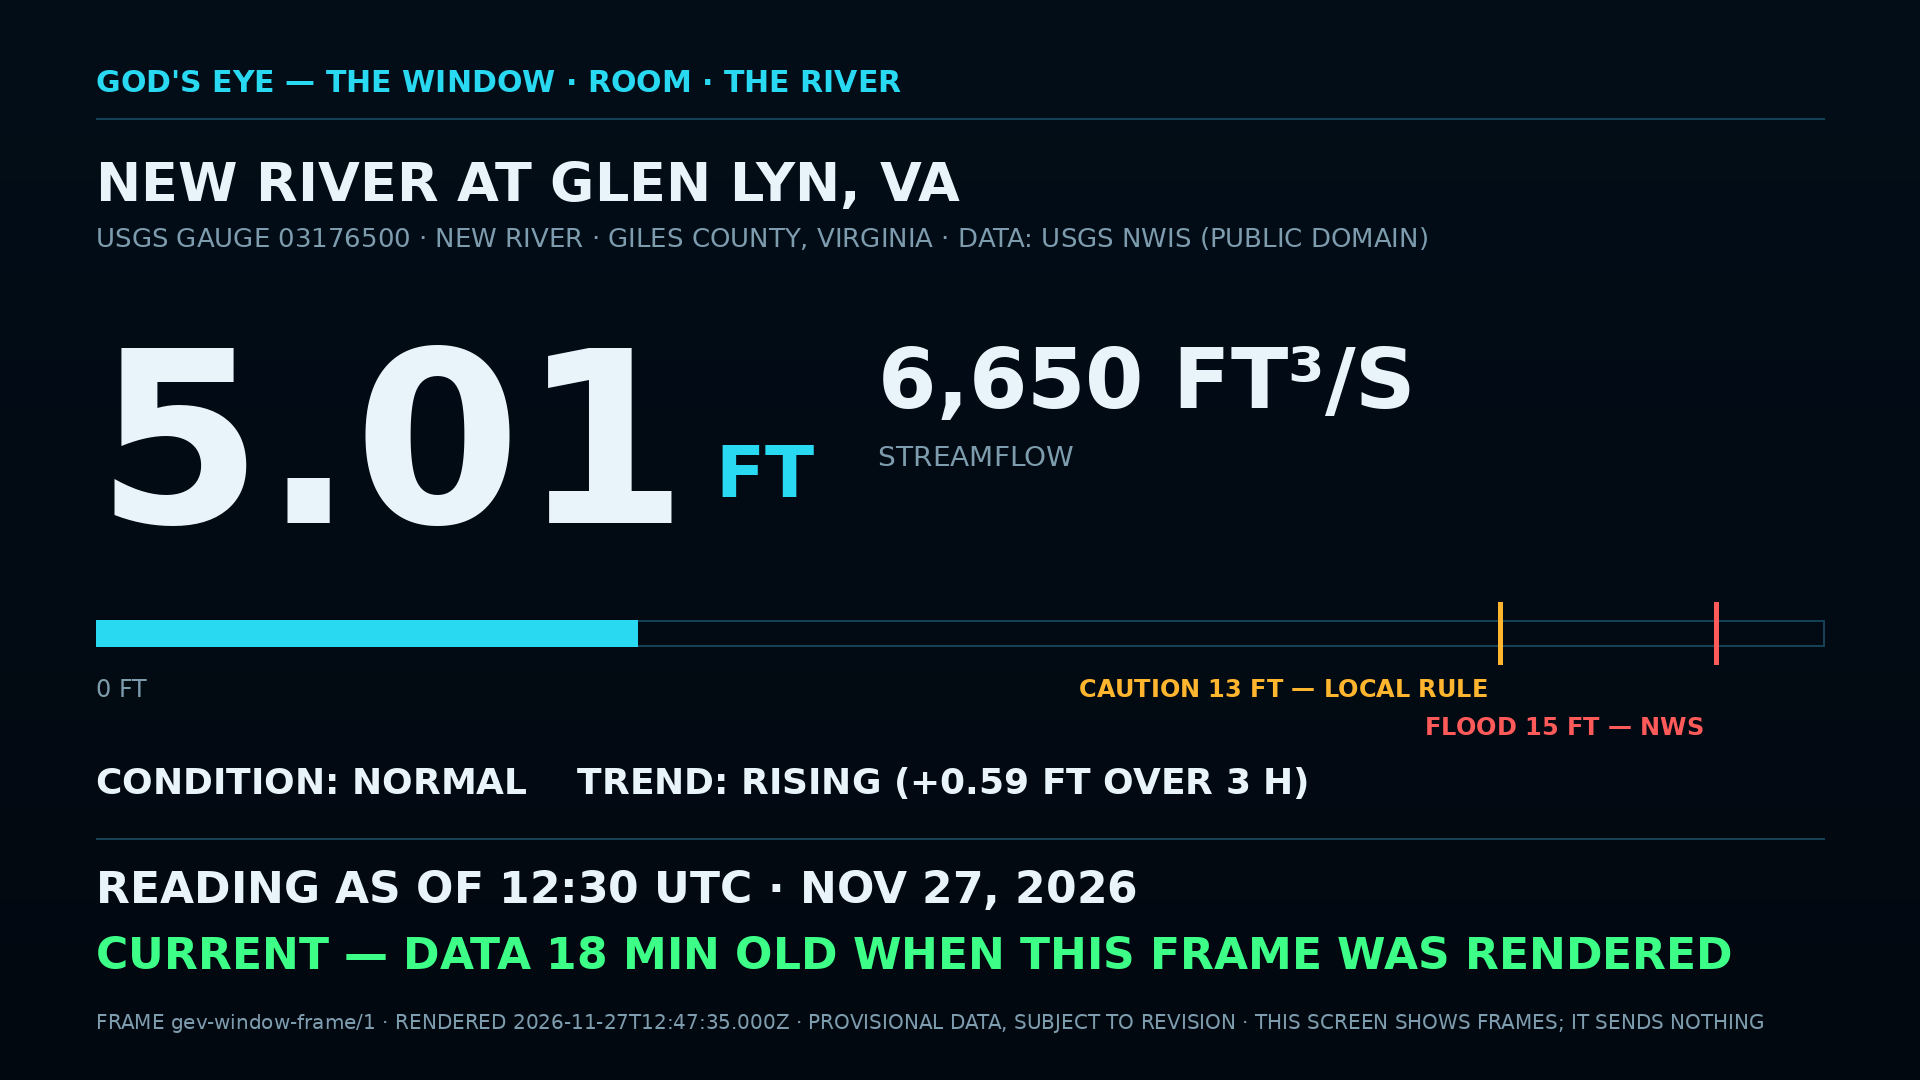 GOD'S EYE — THE WINDOW · ROOM · THE RIVER
NEW RIVER AT GLEN LYN, VA
USGS GAUGE 03176500 · NEW RIVER · GILES COUNTY, VIRGINIA · DATA: USGS NWIS (PUBLIC DOMAIN)
5.01 FT
6,650 FT³/S
STREAMFLOW
0 FT
CAUTION 13 FT — LOCAL RULE
FLOOD 15 FT — NWS
CONDITION: NORMAL TREND: RISING (+0.59 FT OVER 3 H)
READING AS OF 12:30 UTC · NOV 27, 2026
CURRENT — DATA 18 MIN OLD WHEN THIS FRAME WAS RENDERED
FRAME gev-window-frame/1 · RENDERED 2026-11-27T12:47:35.000Z · PROVISIONAL DATA, SUBJECT TO REVISION · THIS SCREEN SHOWS FRAMES; IT SENDS NOTHING